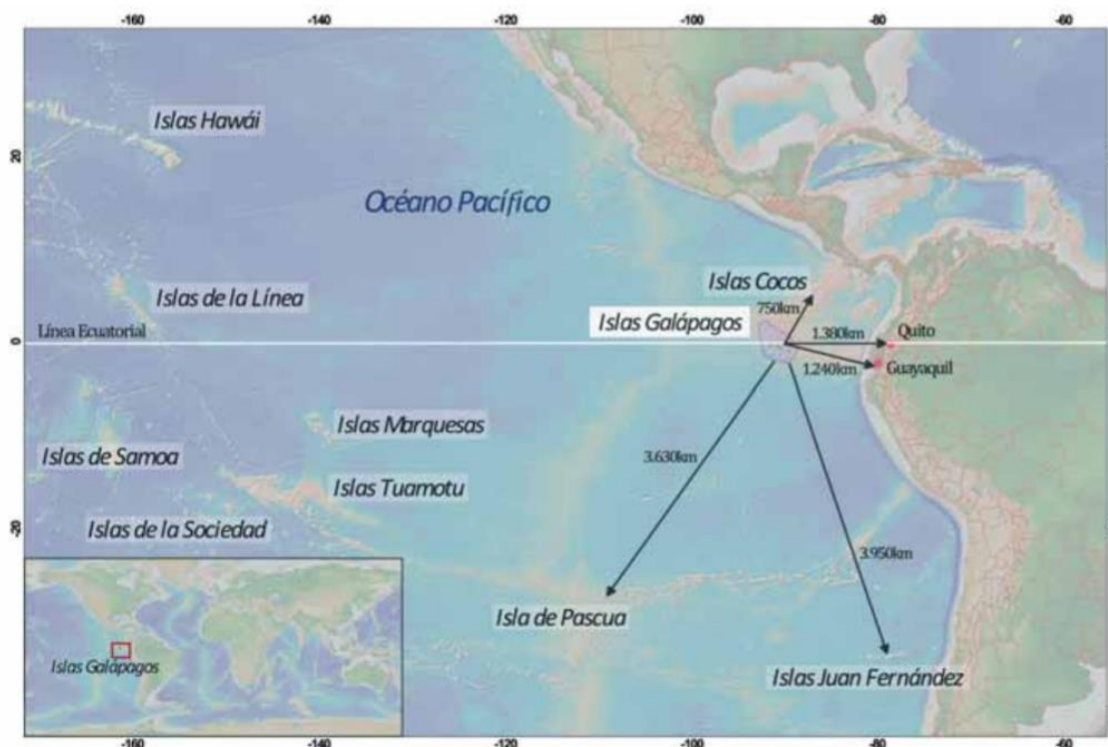 -160 -140 -120 -100 -80 -60
Islas Hawái
20
Océano Pacífico
Islas Cocos
Islas de la Línea
750km
Islas Galápagos
Línea Ecuatorial
1.380km
Quito
0
1.240km
Guayaquil
Islas Marquesas
Islas de Samoa
3.630km
Islas Tuamotu
Islas de la Sociedad
-20
3.950km
Isla de Pascua
Islas Galápagos
Islas Juan Fernández
-160 -140 -120 -100 -80 -60